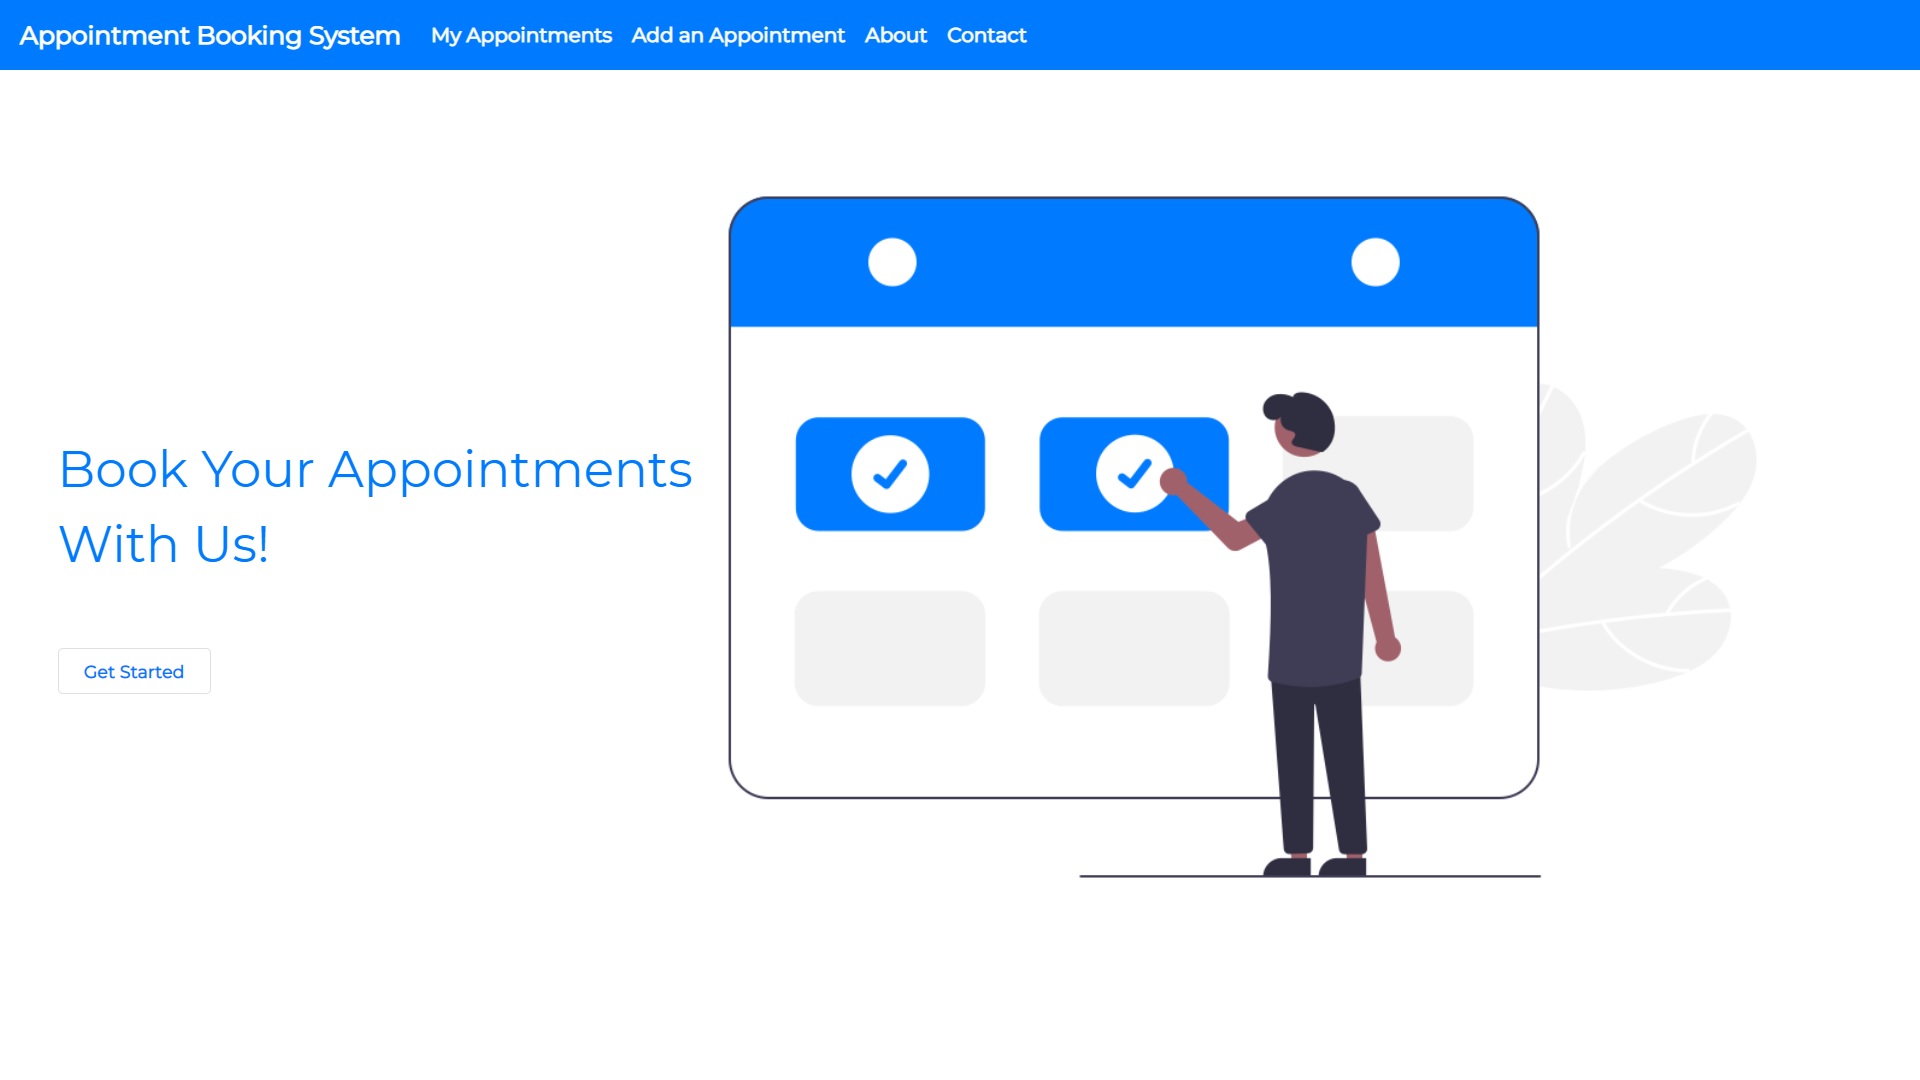 Appointment Booking System My Appointments Add an Appointment About Contact
Book Your Appointments
With Us!
Get Started